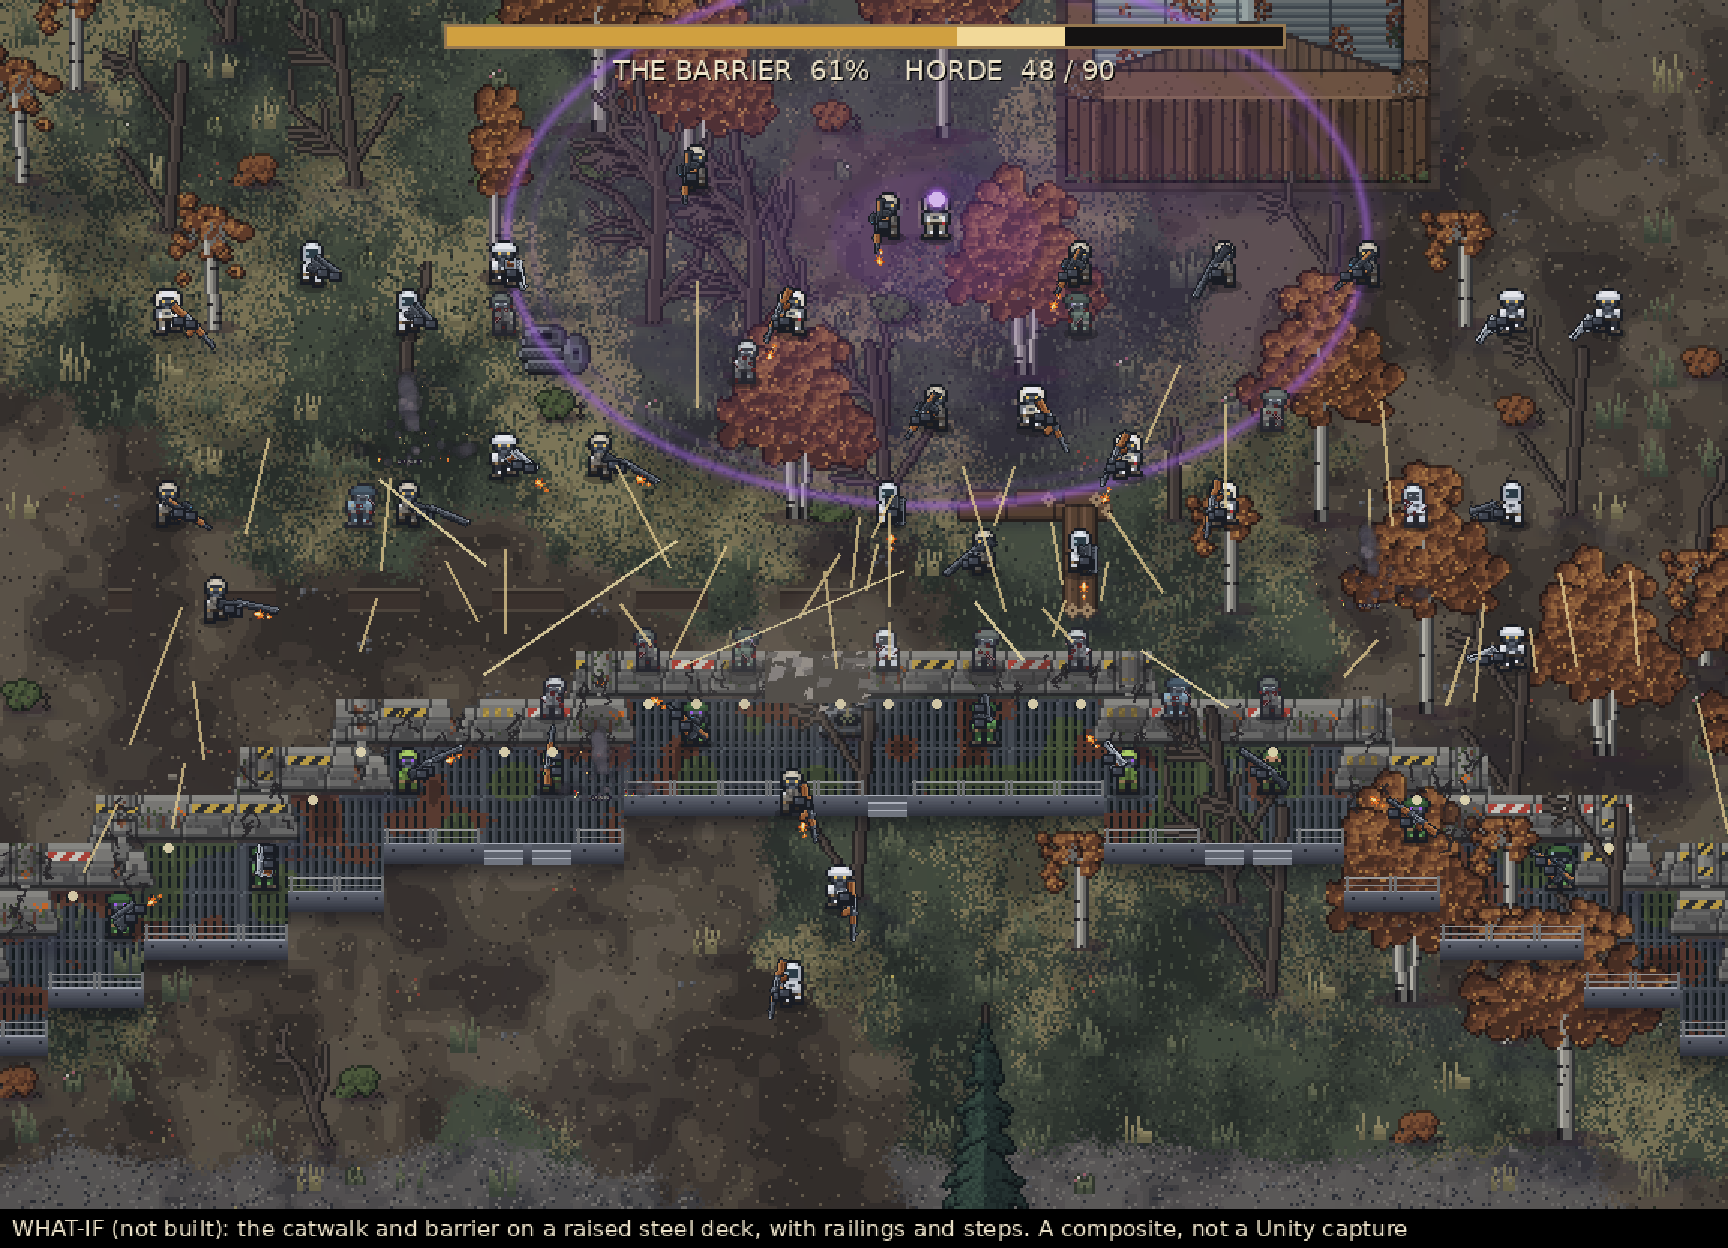 THE BARRIER 61% HORDE 48 / 90
WHAT-IF (not built): the catwalk and barrier on a raised steel deck, with railings and steps. A composite, not a Unity capture